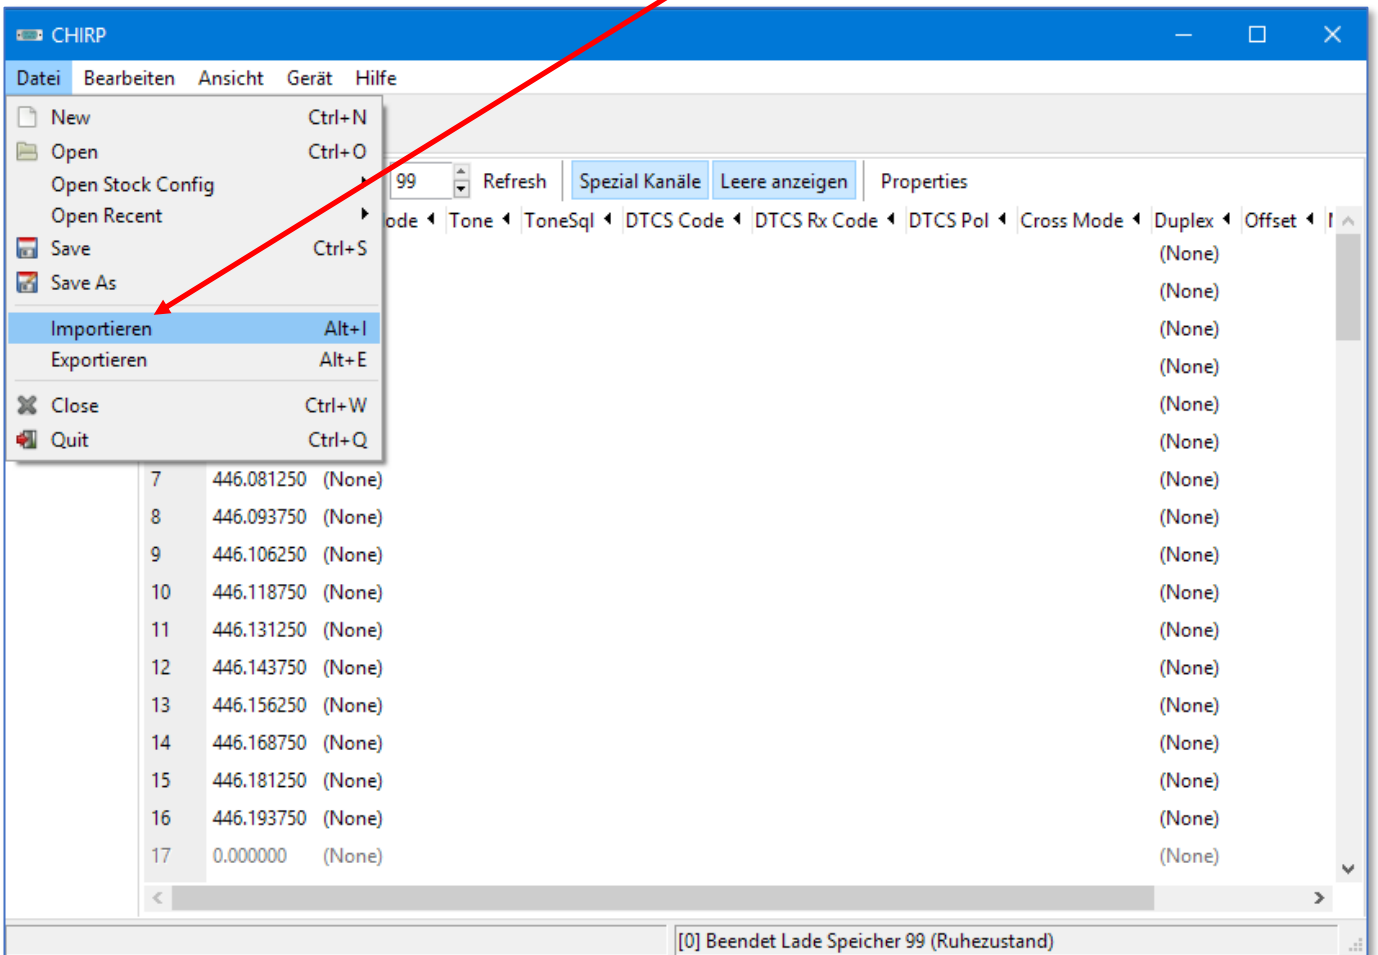 CHIRP
Datei Bearbeiten Ansicht Gerät Hilfe
New Ctrl+N
Open Ctrl+O
Open Stock Config
Open Recent
Save Ctrl+S
Save As
Importieren Alt+I
Exportieren Alt+E
Close Ctrl+W
Quit Ctrl+Q
99 Refresh Spezial Kanäle Leere anzeigen Properties
ode Tone ToneSql DTCS Code DTCS Rx Code DTCS Pol Cross Mode Duplex Offset
(None)
(None)
(None)
(None)
(None)
(None)
7 446.081250 (None) (None)
8 446.093750 (None) (None)
9 446.106250 (None) (None)
10 446.118750 (None) (None)
11 446.131250 (None) (None)
12 446.143750 (None) (None)
13 446.156250 (None) (None)
14 446.168750 (None) (None)
15 446.181250 (None) (None)
16 446.193750 (None) (None)
17 0.000000 (None) (None)
[0] Beendet Lade Speicher 99 (Ruhezustand)